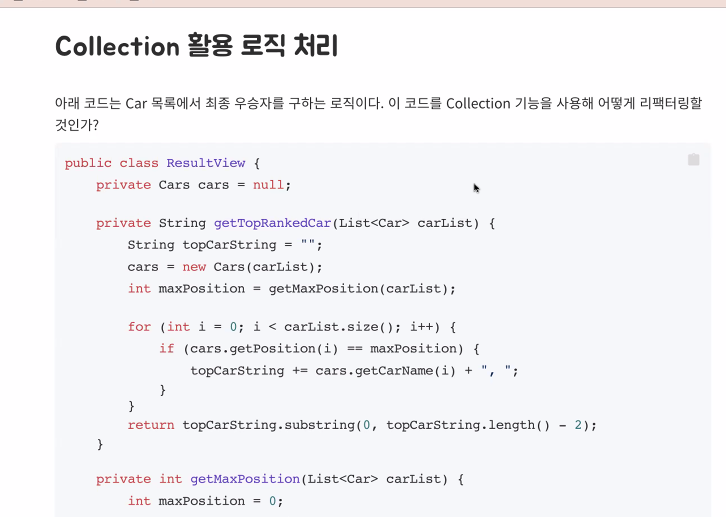 Collection 활용 로직 처리
아래 코드는 Car 목록에서 최종 우승자를 구하는 로직이다. 이 코드를 Collection 기능을 사용해 어떻게 리팩터링할
것인가?
public class ResultView {
    private Cars cars = null;
    private String getTopRankedCar(List<Car> carList) {
        String topCarString = "";
        cars = new Cars(carList);
        int maxPosition = getMaxPosition(carList);
        for (int i = 0; i < carList.size(); i++) {
            if (cars.getPosition(i) == maxPosition) {
                topCarString += cars.getCarName(i) + ", ";
            }
        }
        return topCarString.substring(0, topCarString.length() - 2);
    }
    private int getMaxPosition(List<Car> carList) {
        int maxPosition = 0;